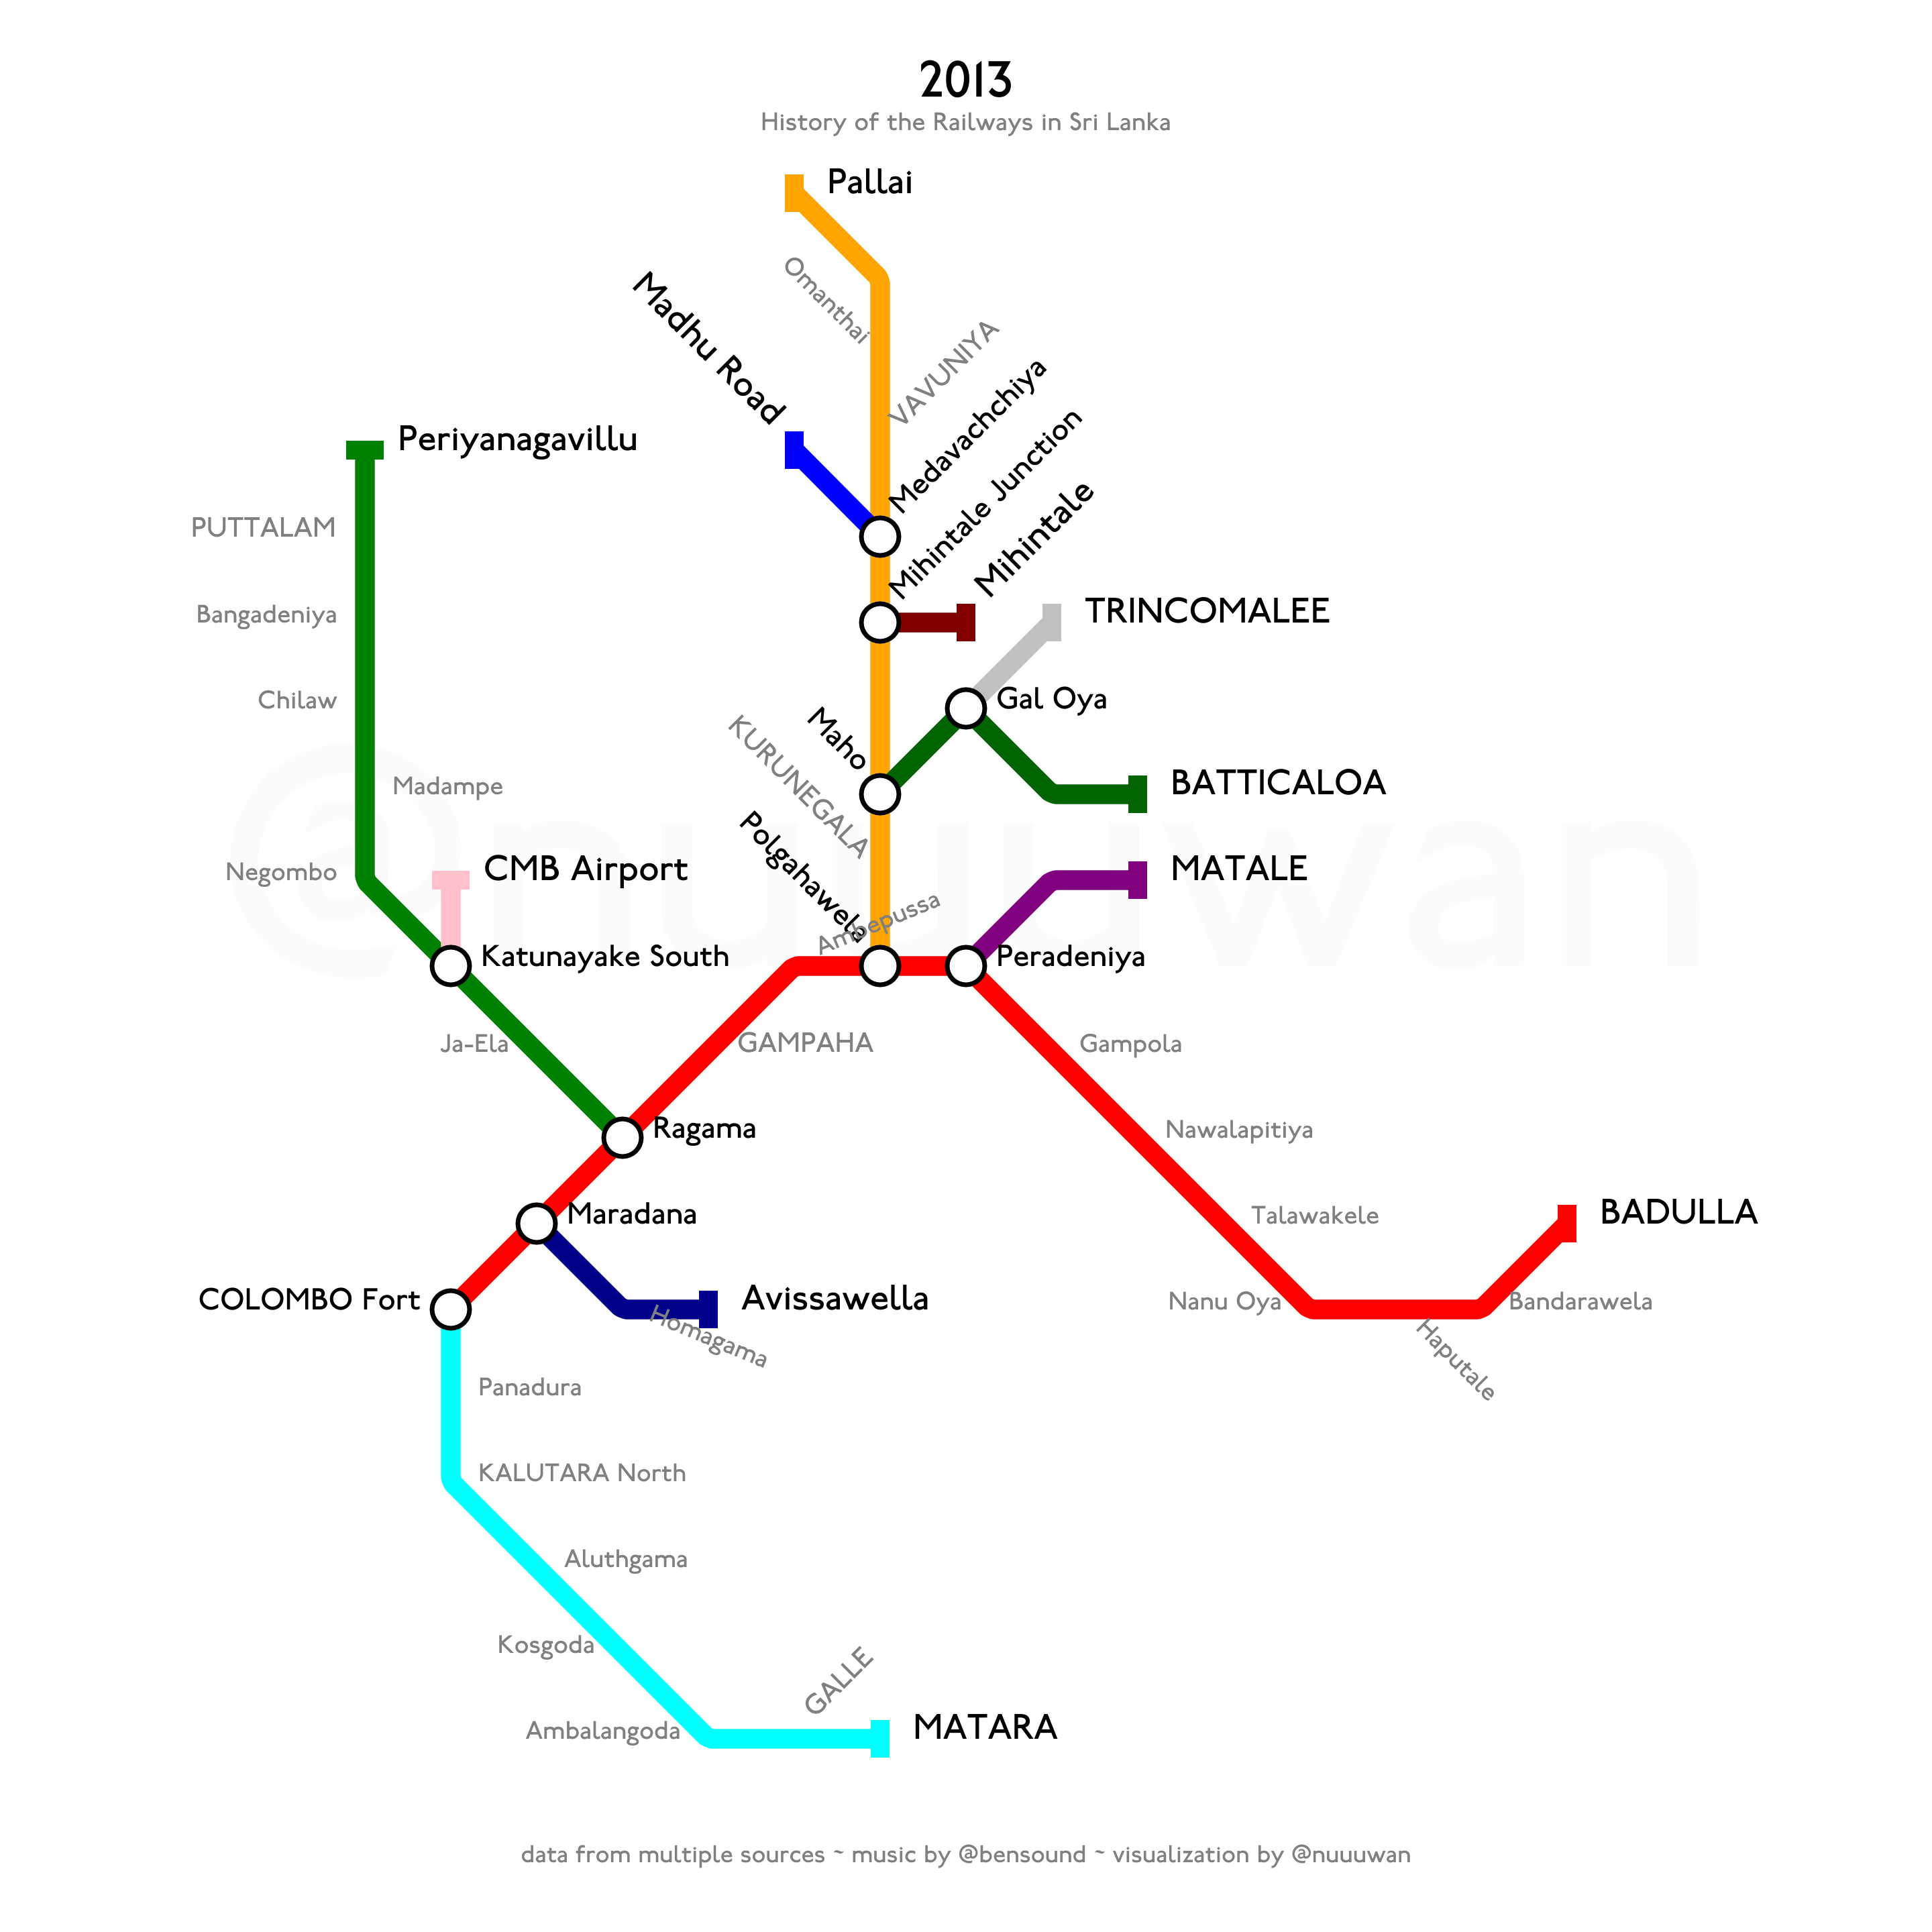 2013
History of the Railways in Sri Lanka
Pallai
Omanthai
Madhu Road
VAVUNIYA
Medavachchiya
Periyanagavillu
Mihintale Junction
Mihintale
PUTTALAM
Bangadeniya
TRINCOMALEE
Chilaw
Gal Oya
Maho
KURUNEGALA
Madampe
BATTICALOA
Polgahawela
Negombo
CMB Airport
MATALE
@nuuuwan
Ambepussa
Katunayake South
Peradeniya
Ja-Ela
GAMPAHA
Gampola
Ragama
Nawalapitiya
Maradana
Talawakele
BADULLA
COLOMBO Fort
Avissawella
Nanu Oya
Bandarawela
Homagama
Haputale
Panadura
KALUTARA North
Aluthgama
Kosgoda
GALLE
Ambalangoda
MATARA
data from multiple sources ~ music by @bensound ~ visualization by @nuuuwan